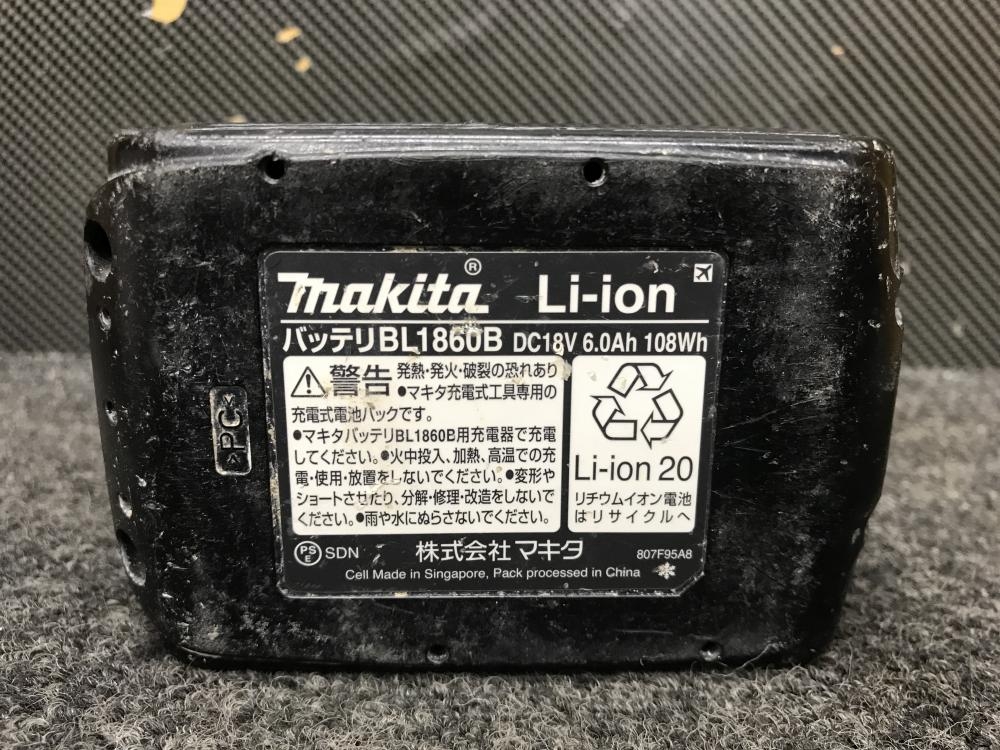 makita® Li-ion
バッテリBL1860B DC18V 6.0Ah 108Wh
警告 発熱・発火・破裂の恐れあり
●マキタ充電式工具専用の
充電式電池パックです。
●マキタバッテリBL1860B用充電器で充電
してください。●火中投入、加熱、高温での充
電・使用・放置をしないでください。●変形や
ショートさせたり、分解・修理・改造をしないで
ください。●雨や水にぬらさないでください。
Li-ion 20
リチウムイオン電池
はリサイクルへ
>PC<
PSE SDN 株式会社マキタ 807F95A8
Cell Made in Singapore, Pack processed in China